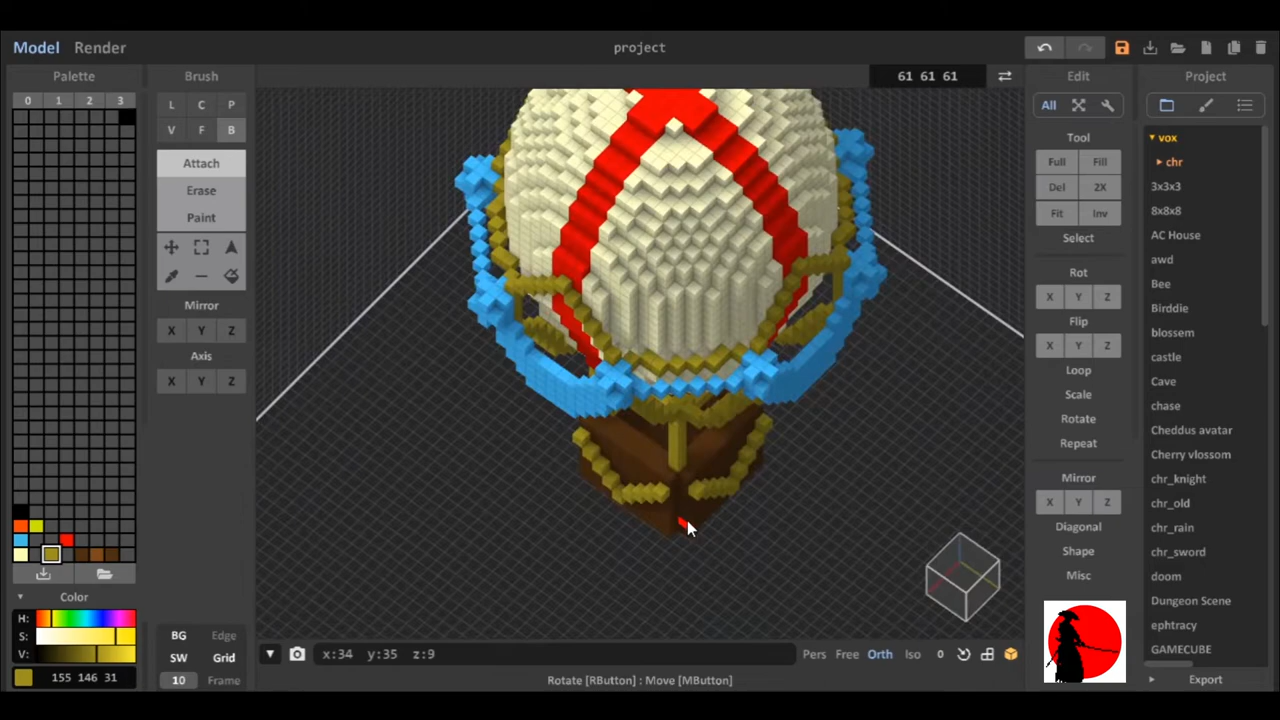 Model Render
project
Palette
Brush
61 61 61
Edit
Project
0 1 2 3
L C P
V F B
Attach
Erase
Paint
Mirror
X Y Z
Axis
X Y Z
All
Tool
Full Fill
Del 2X
Fit Inv
Select
Rot
X Y Z
Flip
X Y Z
Loop
Scale
Rotate
Repeat
Mirror
X Y Z
Diagonal
Shape
Misc
vox
chr
3x3x3
8x8x8
AC House
awd
Bee
Birddie
blossem
castle
Cave
chase
Cheddus avatar
Cherry vlossom
chr_knight
chr_old
chr_rain
chr_sword
doom
Dungeon Scene
ephtracy
GAMECUBE
Export
Color
H:
S:
V:
155 146 31
BG Edge
SW Grid
10 Frame
x:34 y:35 z:9
Pers Free Orth Iso 0
Rotate [RButton] : Move [MButton]